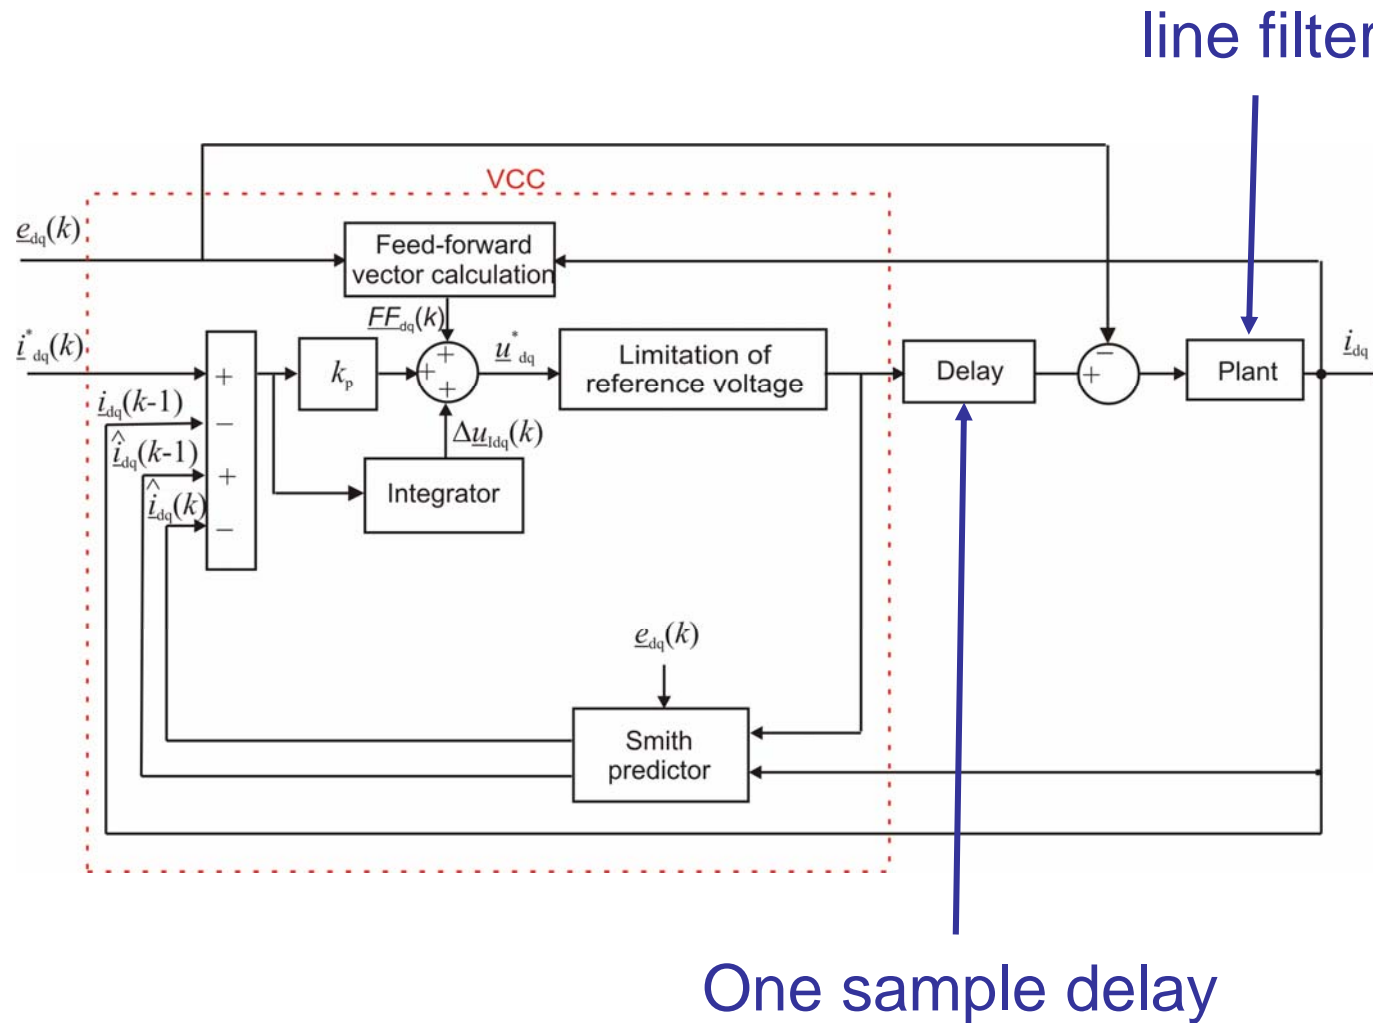 line filter
VCC
e_dq(k)
Feed-forward
vector calculation
FF_dq(k)
i*_dq(k)
+
k_p
+
+
+
u*_dq
Limitation of
reference voltage
Delay
−
+
Plant
i_dq
i_dq(k-1)
−
Δu_Idq(k)
î_dq(k-1)
+
Integrator
î_dq(k)
−
e_dq(k)
Smith
predictor
One sample delay